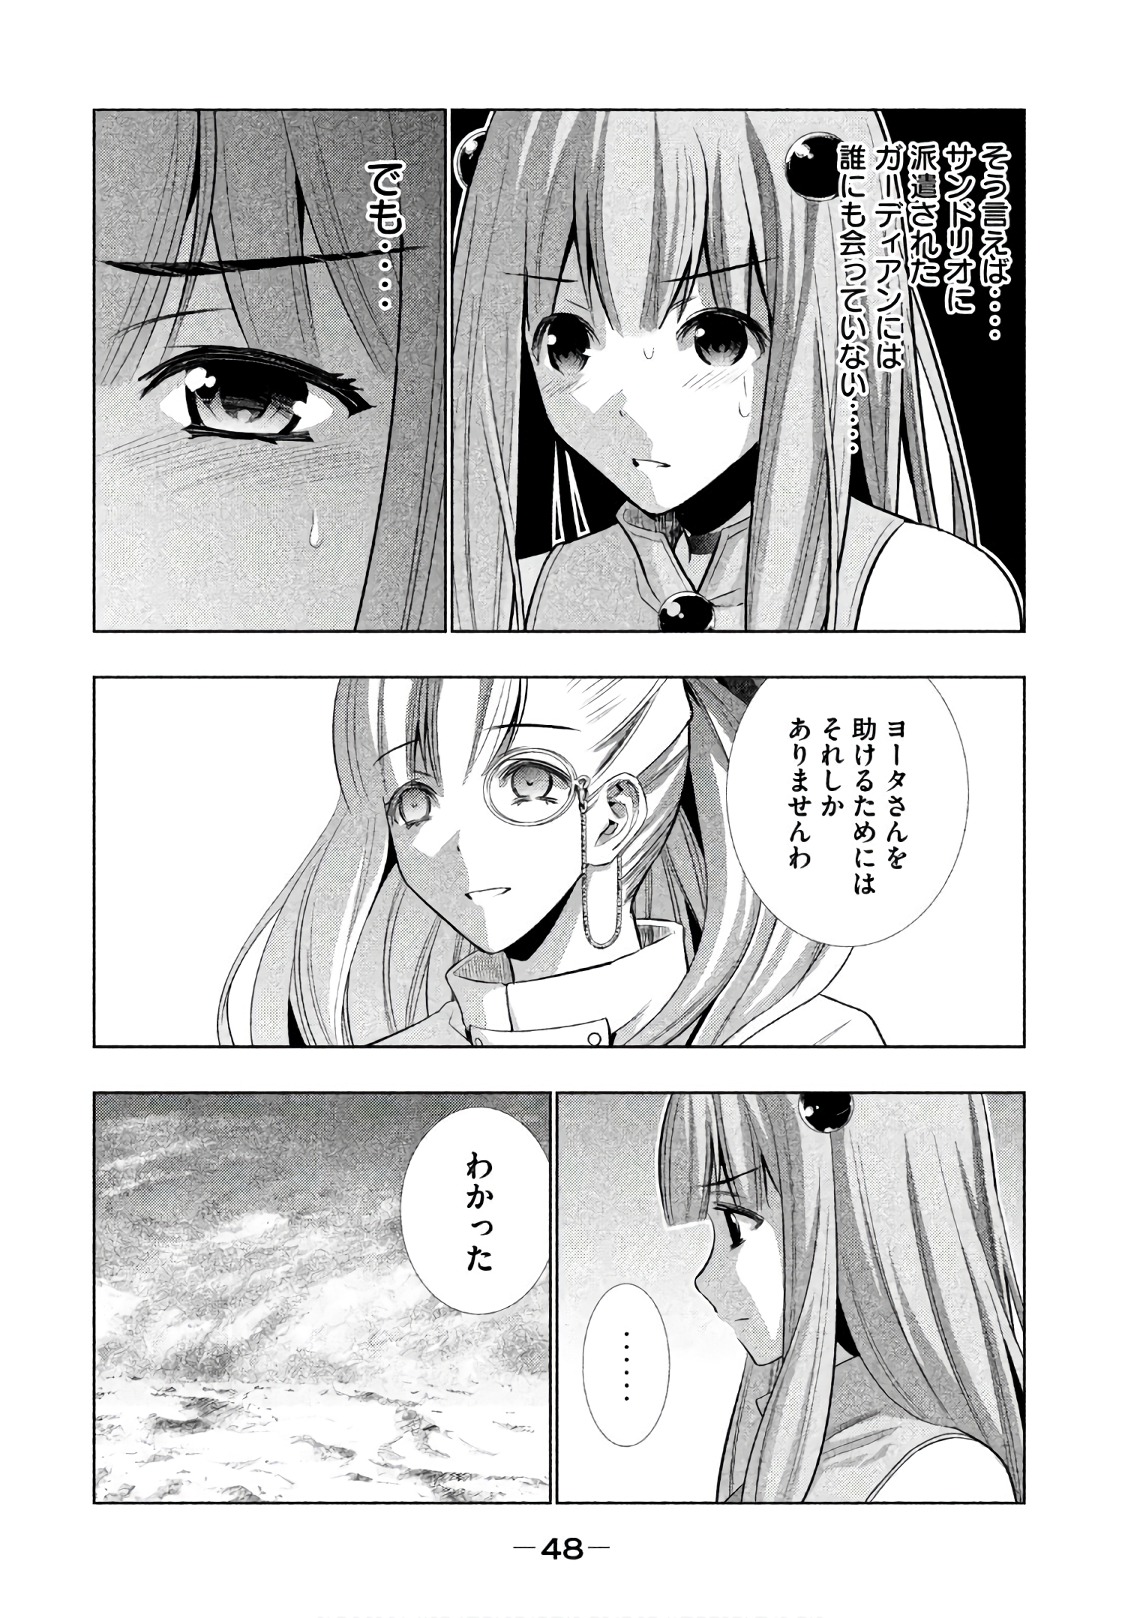 そう言えば‥‥
サンドリオに
派遣された
ガーディアンには
誰にも会っていない‥‥
でも‥‥
ヨータさんを
助けるためには
それしか
ありませんわ
‥‥‥
わかった
—48—